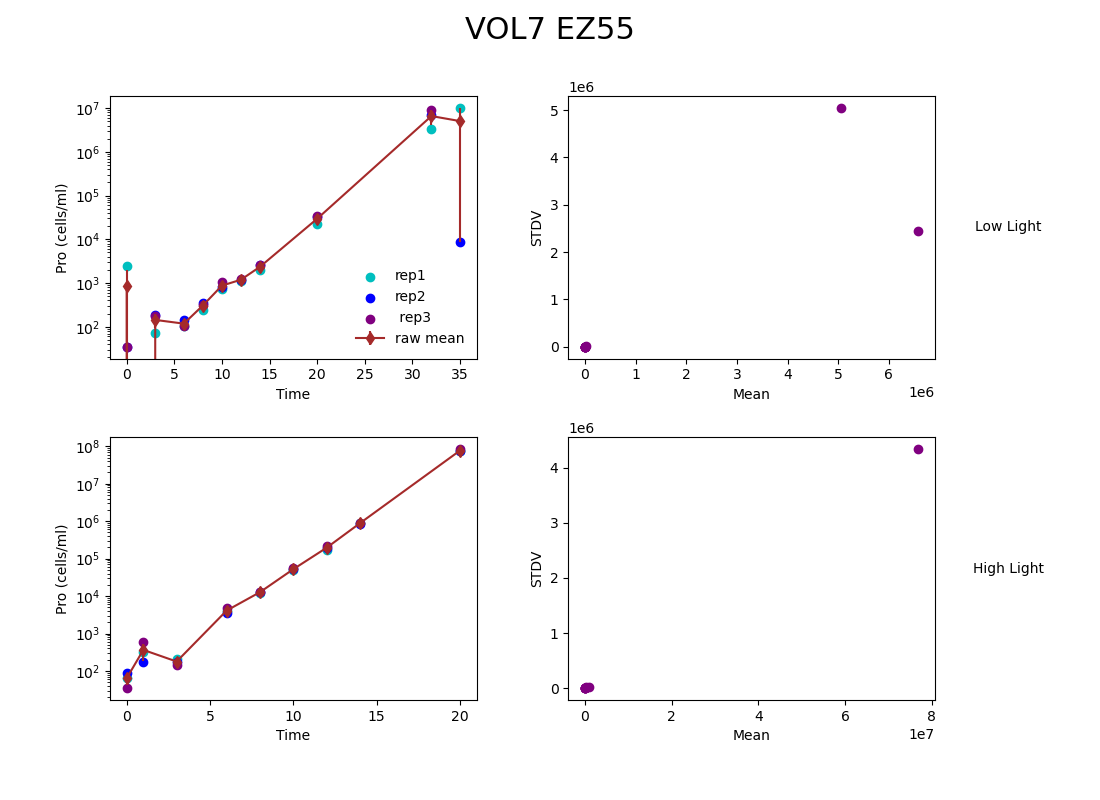 VOL7 EZ55
Pro (cells/ml)
10⁷
10⁶
10⁵
10⁴
10³
10²
rep1
rep2
rep3
raw mean
0 5 10 15 20 25 30 35
Time
1e6
STDV
5
4
3
2
1
0
0 1 2 3 4 5 6
Mean
1e6
Low Light
Pro (cells/ml)
10⁸
10⁷
10⁶
10⁵
10⁴
10³
10²
0 5 10 15 20
Time
1e6
STDV
4
3
2
1
0
0 2 4 6 8
Mean
1e7
High Light